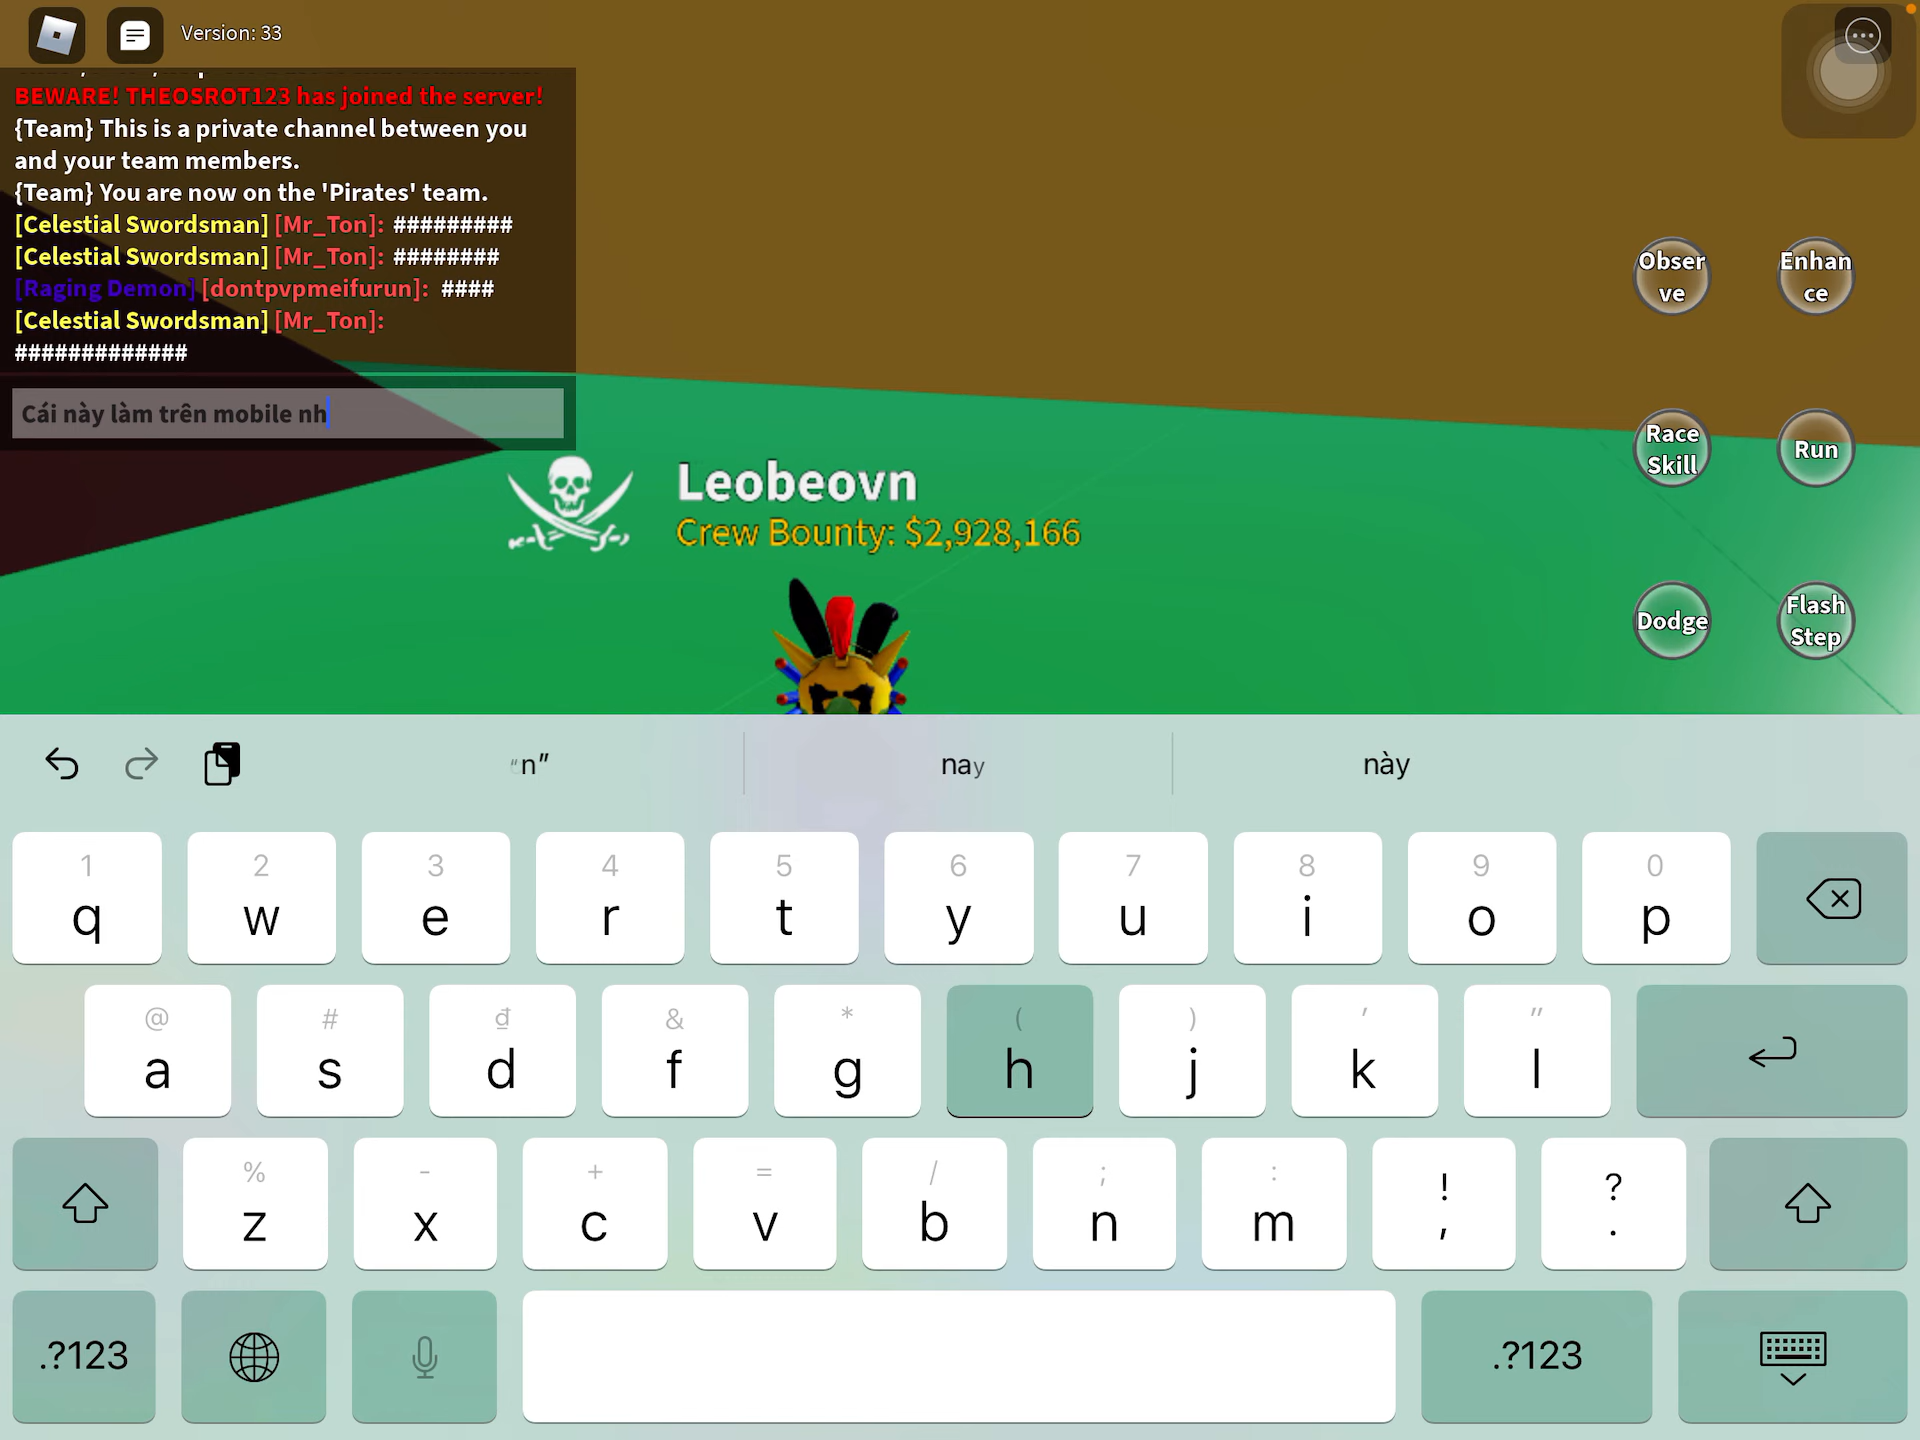 Version: 33
BEWARE! THEOSROT123 has joined the server!
{Team} This is a private channel between you
and your team members.
{Team} You are now on the 'Pirates' team.
[Celestial Swordsman] [Mr_Ton]: #########
[Celestial Swordsman] [Mr_Ton]: ########
[Raging Demon] [dontpvpmeifurun]: ####
[Celestial Swordsman] [Mr_Ton]:
#############
Cái này làm trên mobile nh
Obser
ve
Enhan
ce
Race
Skill
Run
Leobeovn
Crew Bounty: $2,928,166
Dodge
Flash
Step
"n" nay này
1 2 3 4 5 6 7 8 9 0
q w e r t y u i o p
@ # ₫ & * ( ) ' "
a s d f g h j k l
% - + = / ; : ! ?
z x c v b n m , .
.?123 .?123